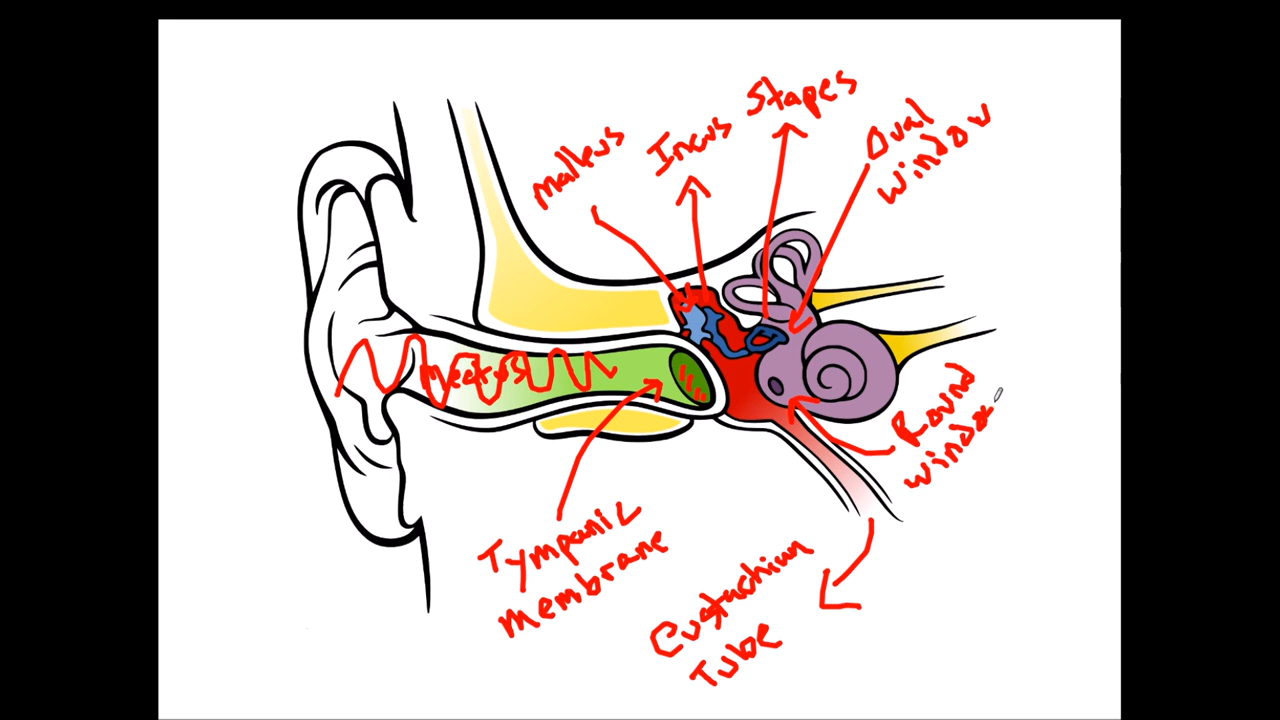 Stapes
Oval
window
Incus
Malleus
Meatus
Round
window
Tympanic
membrane
Eustachian
Tube